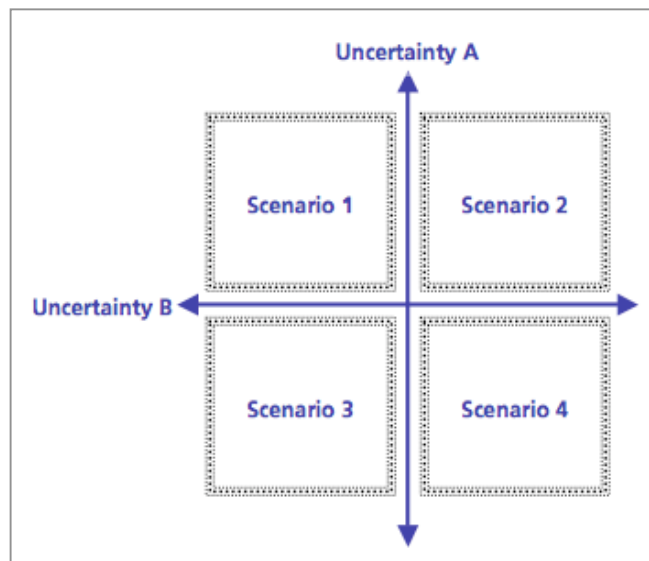 Uncertainty A
Scenario 1
Scenario 2
Uncertainty B
Scenario 3
Scenario 4